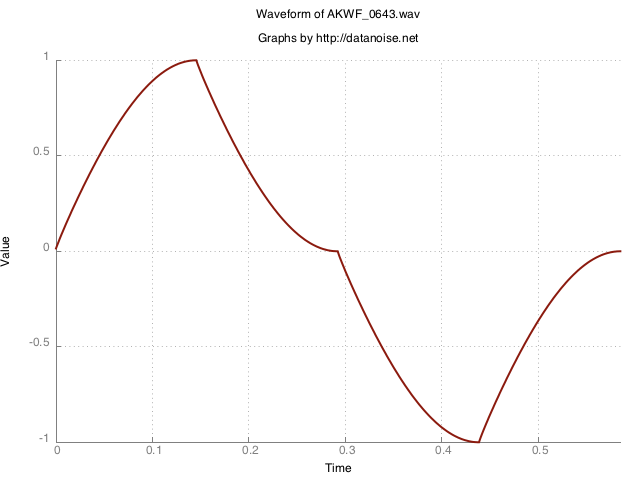 Waveform of AKWF_0643.wav
Graphs by http://datanoise.net
1
0.5
0
-0.5
-1
Value
0 0.1 0.2 0.3 0.4 0.5
Time